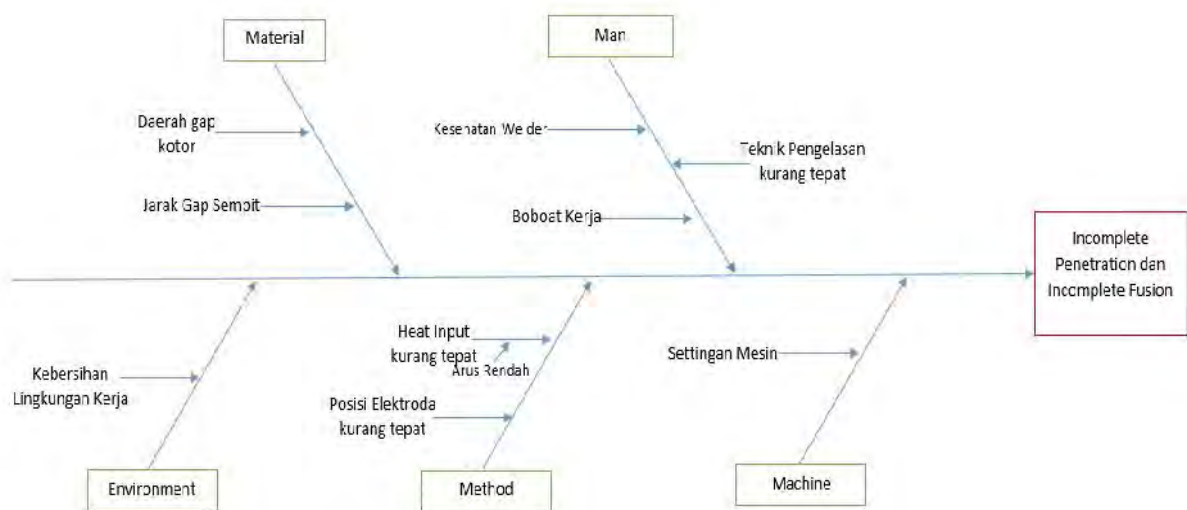 Material
Man
Daerah gap
kotor
Jarak Gap Sempit
Kesehatan Welder
Teknik Pengelasan
kurang tepat
Boboat Kerja
Incomplete
Penetration dan
Incomplete Fusion
Heat Input
kurang tepat
Arus Rendah
Settingan Mesin
Kebersihan
Lingkungan Kerja
Posisi Elektroda
kurang tepat
Environment
Method
Machine